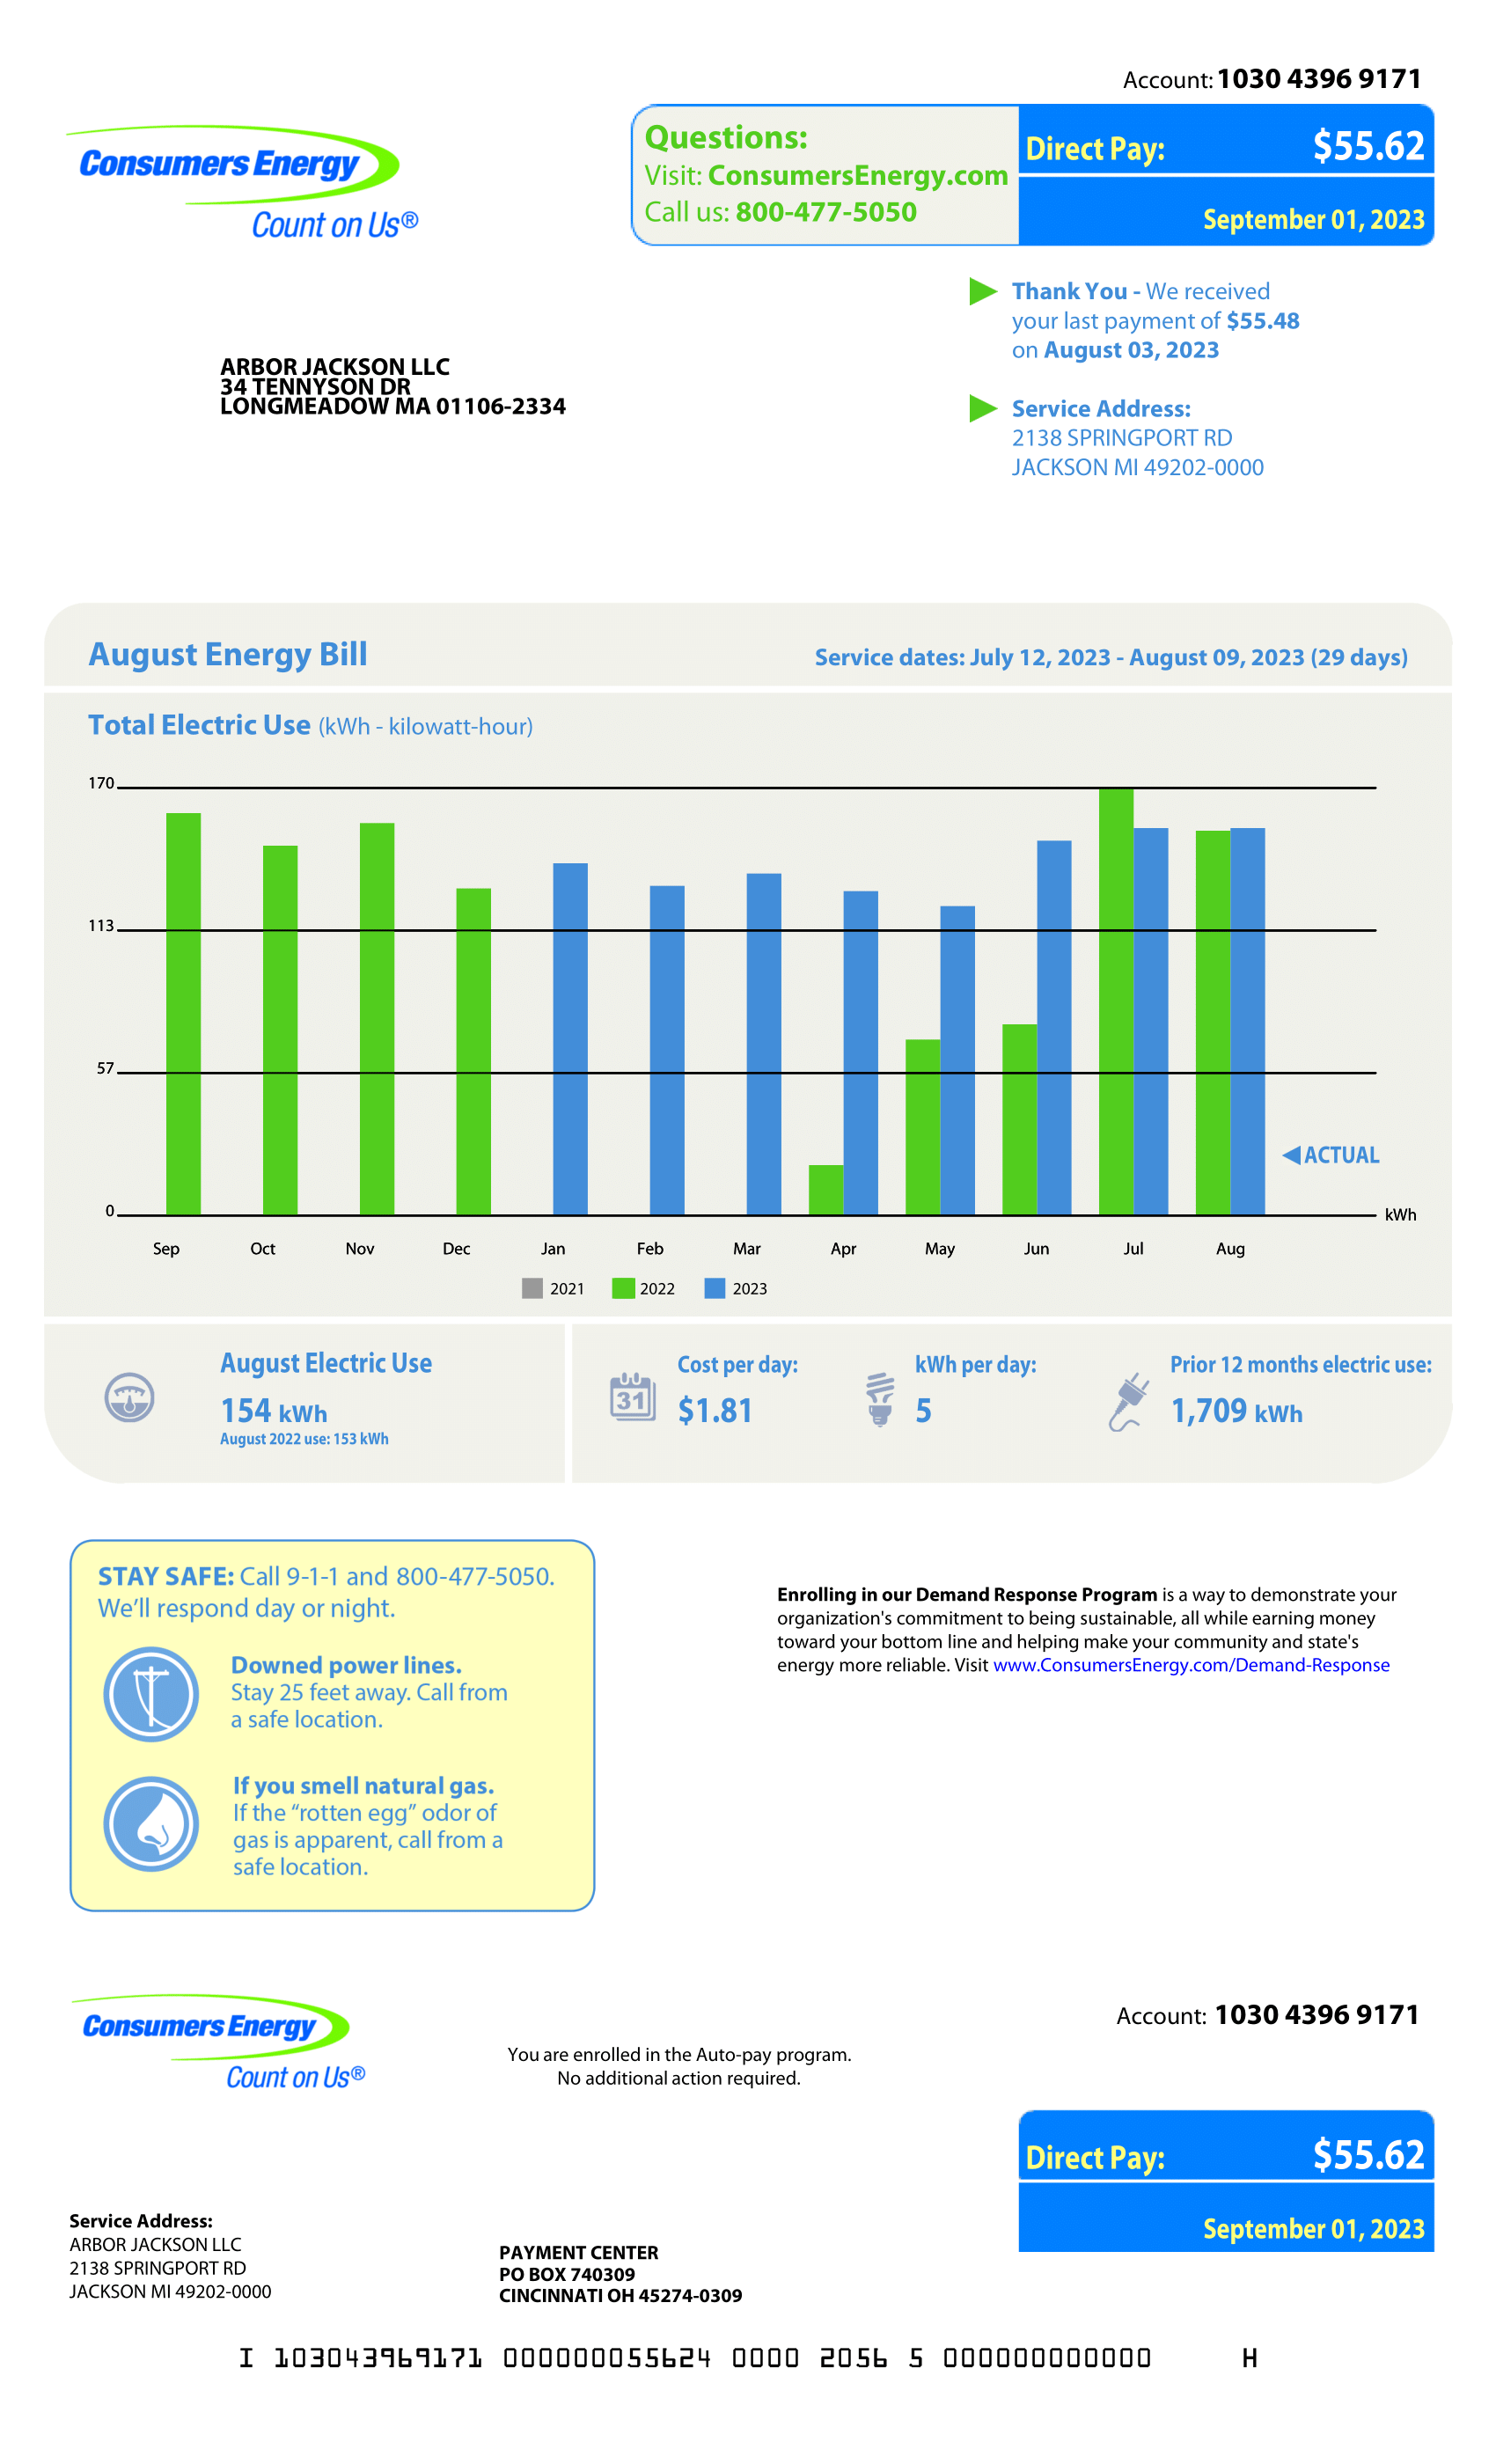 Account: 1030 4396 9171
Consumers Energy
Count on Us®
Questions:
Visit: ConsumersEnergy.com
Call us: 800-477-5050
Direct Pay: $55.62
September 01, 2023
Thank You - We received
your last payment of $55.48
on August 03, 2023
ARBOR JACKSON LLC
34 TENNYSON DR
LONGMEADOW MA 01106-2334
Service Address:
2138 SPRINGPORT RD
JACKSON MI 49202-0000
August Energy Bill
Service dates: July 12, 2023 - August 09, 2023 (29 days)
Total Electric Use (kWh - kilowatt-hour)
170
113
57
ACTUAL
0
kWh
Sep Oct Nov Dec Jan Feb Mar Apr May Jun Jul Aug
2021 2022 2023
August Electric Use
154 kWh
August 2022 use: 153 kWh
31
Cost per day:
$1.81
kWh per day:
5
Prior 12 months electric use:
1,709 kWh
STAY SAFE: Call 9-1-1 and 800-477-5050.
We'll respond day or night.
Downed power lines.
Stay 25 feet away. Call from
a safe location.
If you smell natural gas.
If the “rotten egg” odor of
gas is apparent, call from a
safe location.
Enrolling in our Demand Response Program is a way to demonstrate your
organization's commitment to being sustainable, all while earning money
toward your bottom line and helping make your community and state's
energy more reliable. Visit www.ConsumersEnergy.com/Demand-Response
Consumers Energy
Count on Us®
You are enrolled in the Auto-pay program.
No additional action required.
Account: 1030 4396 9171
Direct Pay: $55.62
September 01, 2023
Service Address:
ARBOR JACKSON LLC
2138 SPRINGPORT RD
JACKSON MI 49202-0000
PAYMENT CENTER
PO BOX 740309
CINCINNATI OH 45274-0309
I 103043969171 000000055624 0000 2056 5 000000000000 H